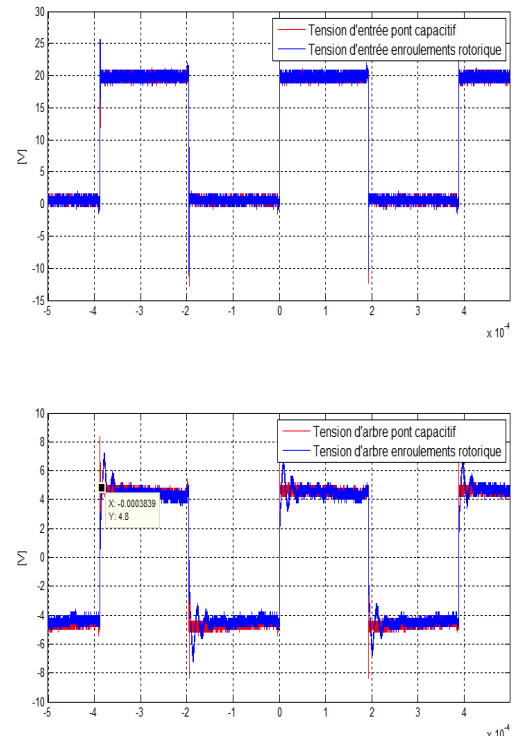 Tension d'entrée pont capacitif
Tension d'entrée enroulements rotorique
30
25
20
15
10
5
0
-5
-10
-15
[V]
-5 -4 -3 -2 -1 0 1 2 3 4 5
x 10⁻⁴
Tension d'arbre pont capacitif
Tension d'arbre enroulements rotorique
10
8
6
4
2
0
-2
-4
-6
-8
-10
[V]
X: -0.0003839
Y: 4.8
-5 -4 -3 -2 -1 0 1 2 3 4 5
x 10⁻⁴